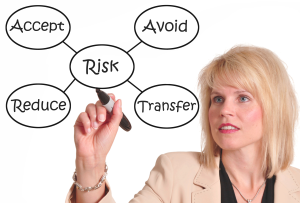 Accept
Avoid
Risk
Reduce
Transfer